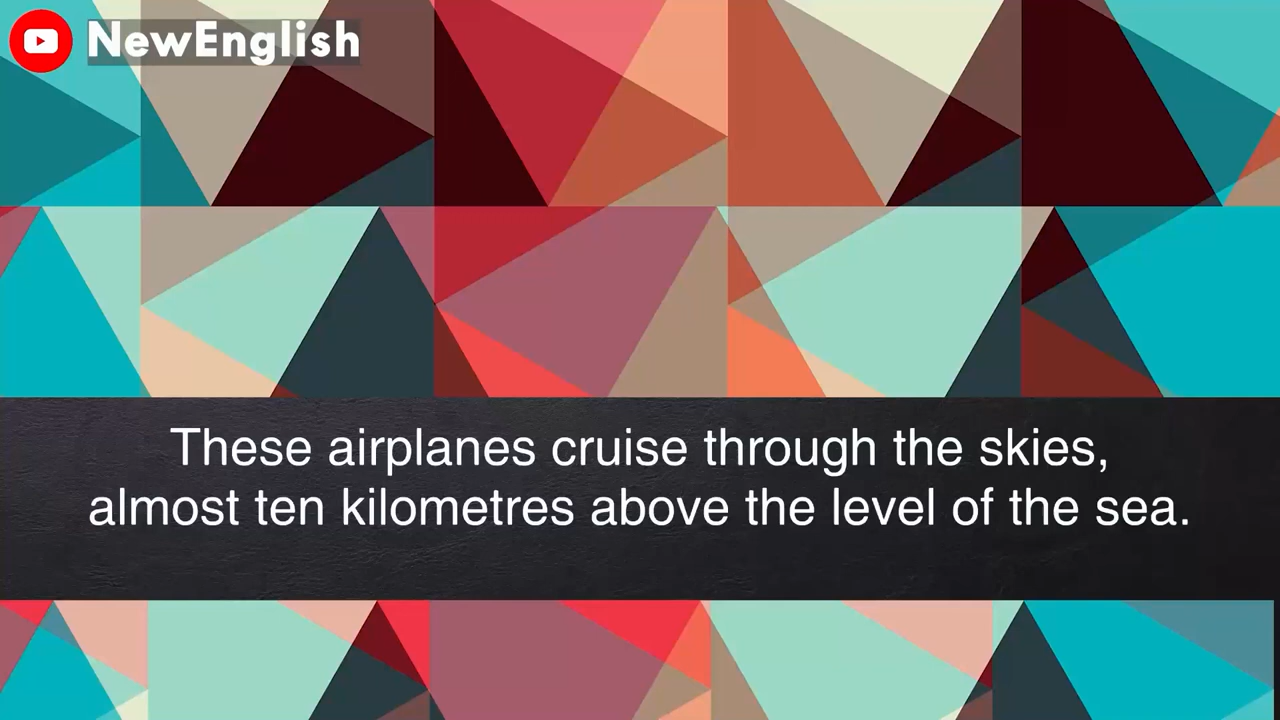 NewEnglish
These airplanes cruise through the skies,
almost ten kilometres above the level of the sea.